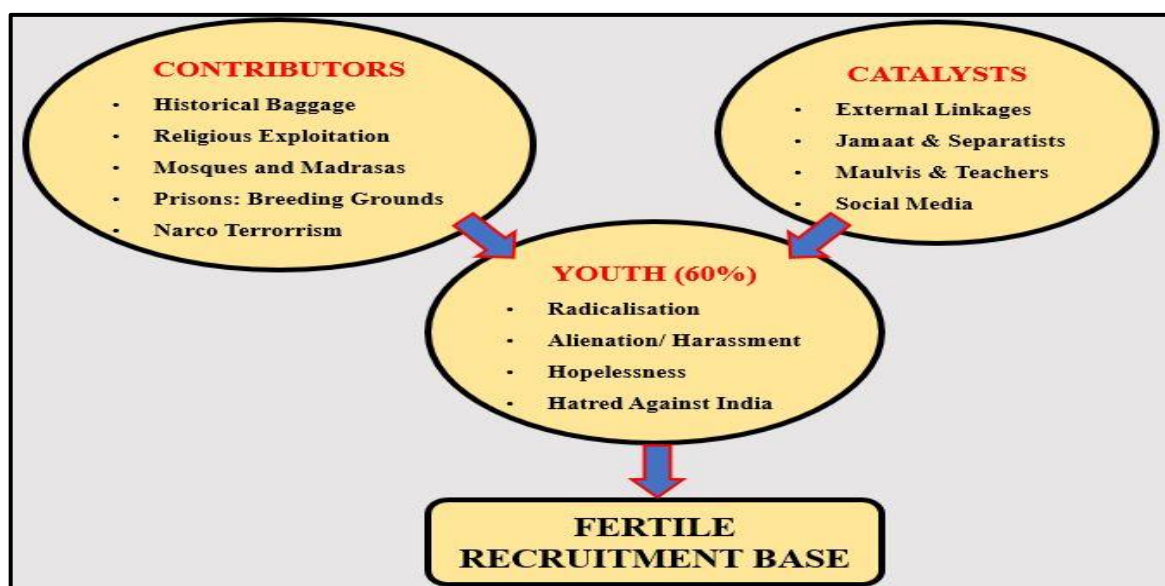 CONTRIBUTORS
• Historical Baggage
• Religious Exploitation
• Mosques and Madrasas
• Prisons: Breeding Grounds
• Narco Terrorrism
CATALYSTS
• External Linkages
• Jamaat & Separatists
• Maulvis & Teachers
• Social Media
YOUTH (60%)
• Radicalisation
• Alienation/ Harassment
• Hopelessness
• Hatred Against India
FERTILE
RECRUITMENT BASE